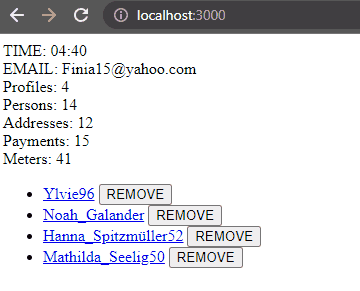 localhost:3000
TIME: 04:40
EMAIL: Finia15@yahoo.com
Profiles: 4
Persons: 14
Addresses: 12
Payments: 15
Meters: 41
Ylvie96 REMOVE
Noah_Galander REMOVE
Hanna_Spitzmüller52 REMOVE
Mathilda_Seelig50 REMOVE